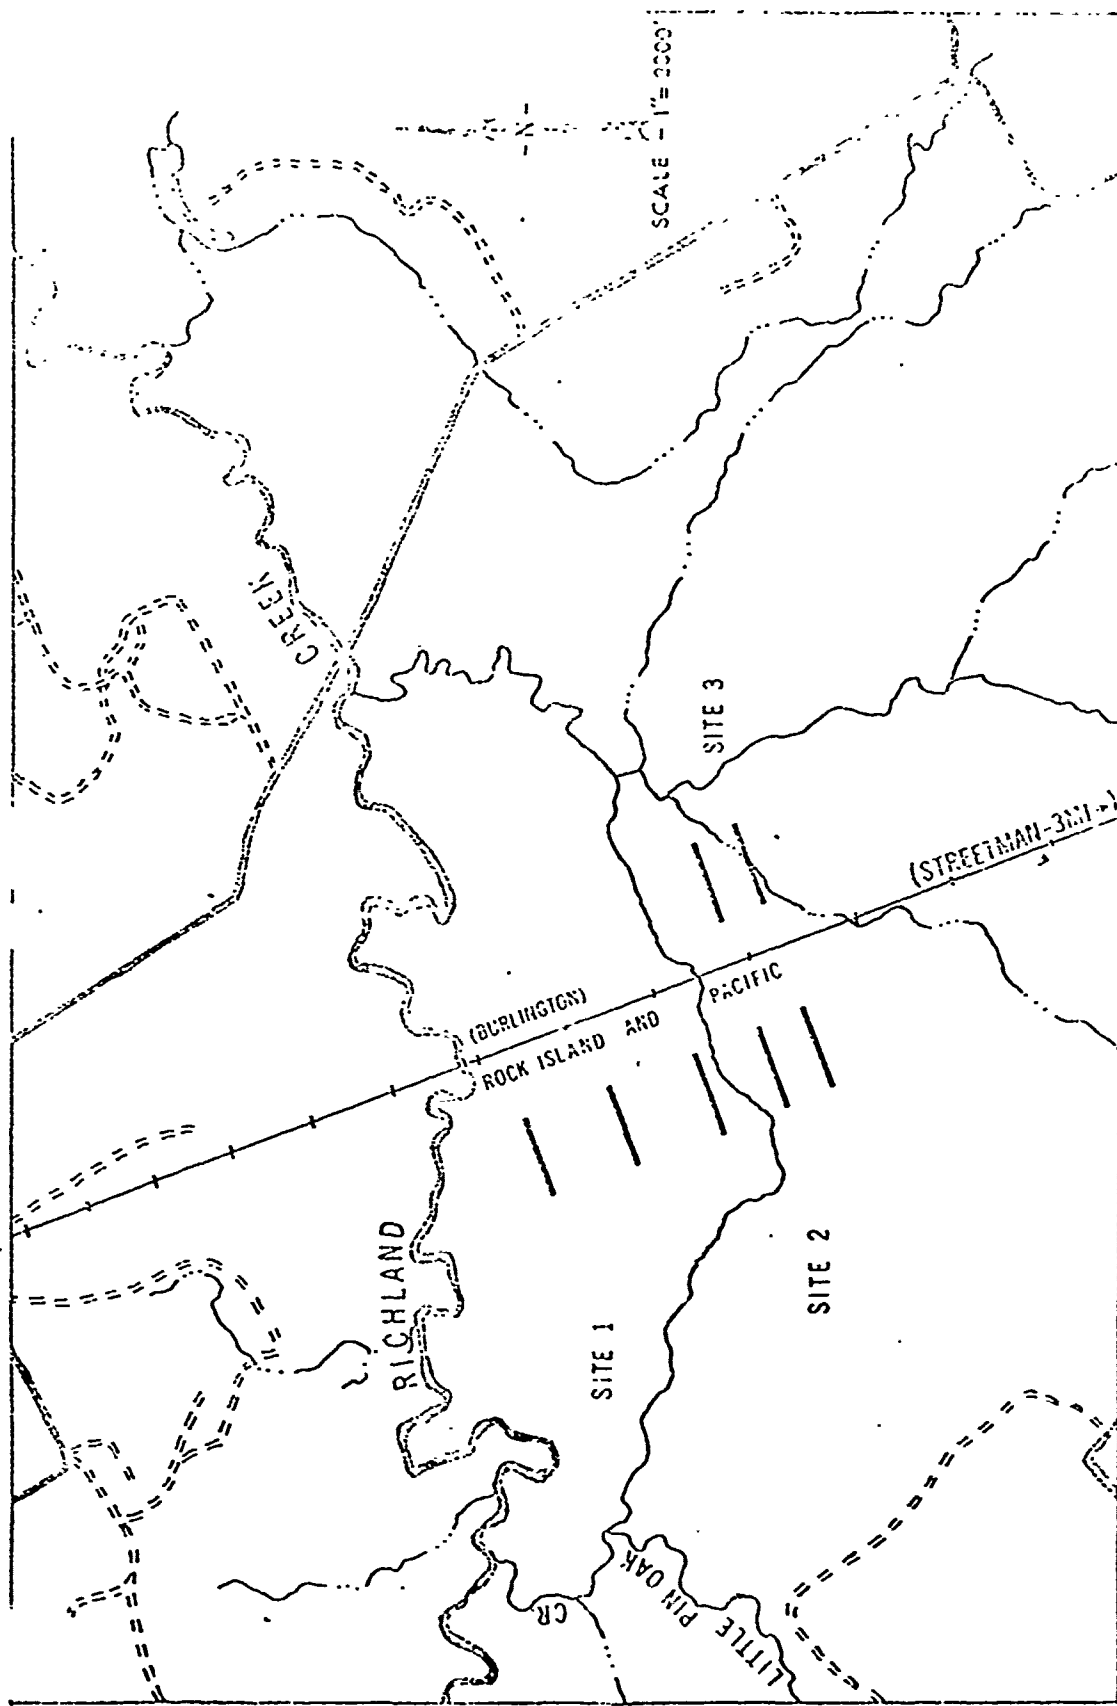 SCALE - 1"= 2000'
-N-
CREEK
RICHLAND
(BURLINGTON)
ROCK ISLAND AND PACIFIC
(STREETMAN-3MI→)
SITE 1
SITE 2
SITE 3
CR
LITTLE PIN OAK